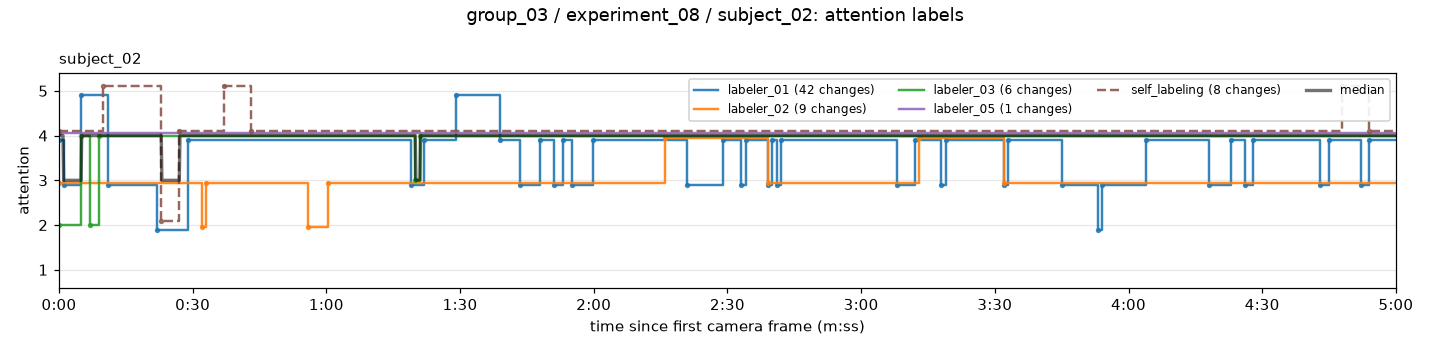 group_03 / experiment_08 / subject_02: attention labels
subject_02
labeler_01 (42 changes)
labeler_02 (9 changes)
labeler_03 (6 changes)
labeler_05 (1 changes)
self_labeling (8 changes)
median
attention
5
4
3
2
1
0:00 0:30 1:00 1:30 2:00 2:30 3:00 3:30 4:00 4:30 5:00
time since first camera frame (m:ss)